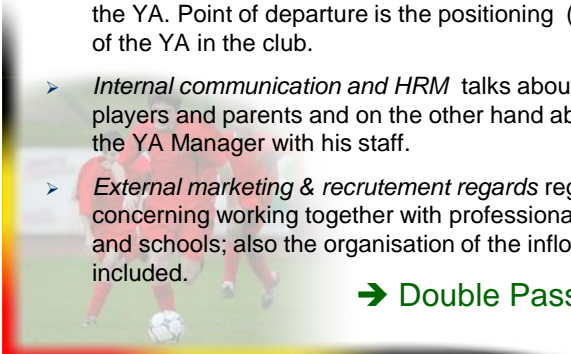 the YA. Point of departure is the positioning (
of the YA in the club.
➢ Internal communication and HRM talks abou
players and parents and on the other hand ab
the YA Manager with his staff.
➢ External marketing & recrutement regards reg
concerning working together with professiona
and schools; also the organisation of the inflo
included.
➔ Double Pass